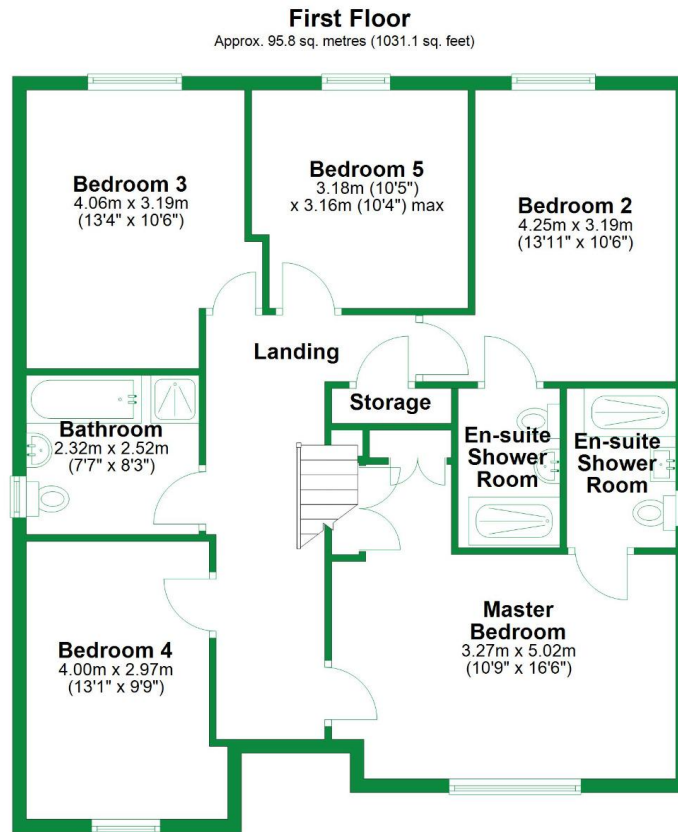 First Floor
Approx. 95.8 sq. metres (1031.1 sq. feet)
Bedroom 3
4.06m x 3.19m
(13'4" x 10'6")
Bedroom 5
3.18m (10'5")
x 3.16m (10'4") max
Bedroom 2
4.25m x 3.19m
(13'11" x 10'6")
Landing
Storage
Bathroom
2.32m x 2.52m
(7'7" x 8'3")
En-suite
Shower
Room
En-suite
Shower
Room
Bedroom 4
4.00m x 2.97m
(13'1" x 9'9")
Master
Bedroom
3.27m x 5.02m
(10'9" x 16'6")